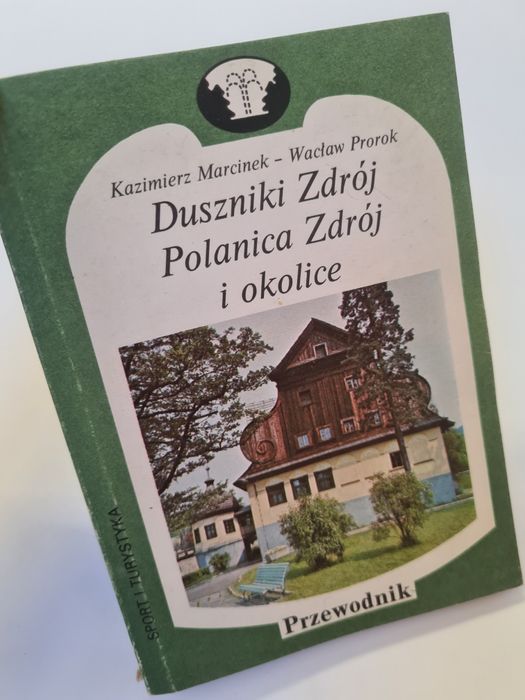 Kazimierz Marcinek – Wacław Prorok
Duszniki Zdrój
Polanica Zdrój
i okolice
SPORT I TURYSTYKA
Przewodnik